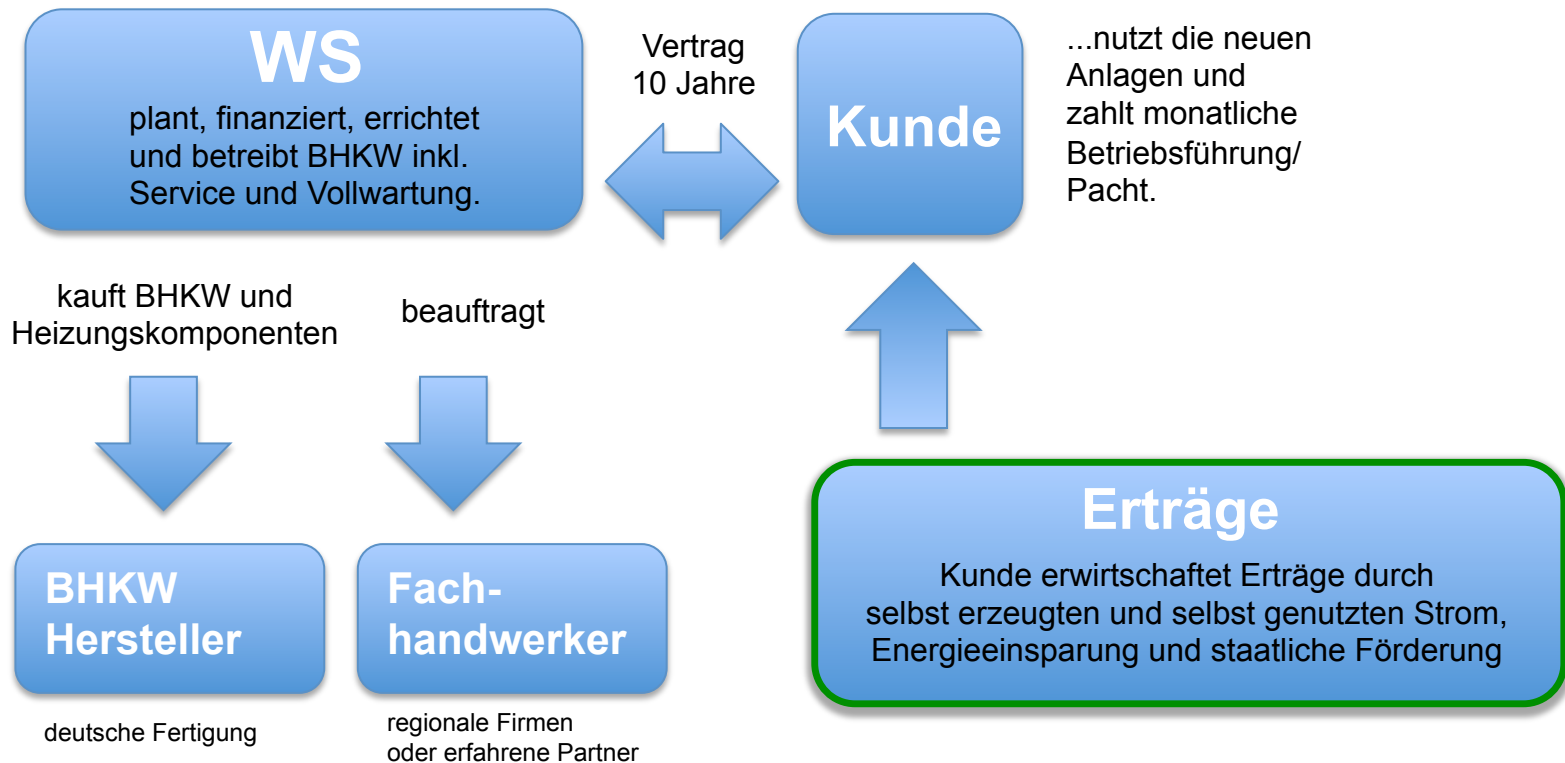 WS
plant, finanziert, errichtet
und betreibt BHKW inkl.
Service und Vollwartung.
Vertrag
10 Jahre
Kunde
...nutzt die neuen
Anlagen und
zahlt monatliche
Betriebsführung/
Pacht.
kauft BHKW und
Heizungskomponenten
beauftragt
BHKW
Hersteller
deutsche Fertigung
Fach-
handwerker
regionale Firmen
oder erfahrene Partner
Erträge
Kunde erwirtschaftet Erträge durch
selbst erzeugten und selbst genutzten Strom,
Energieeinsparung und staatliche Förderung